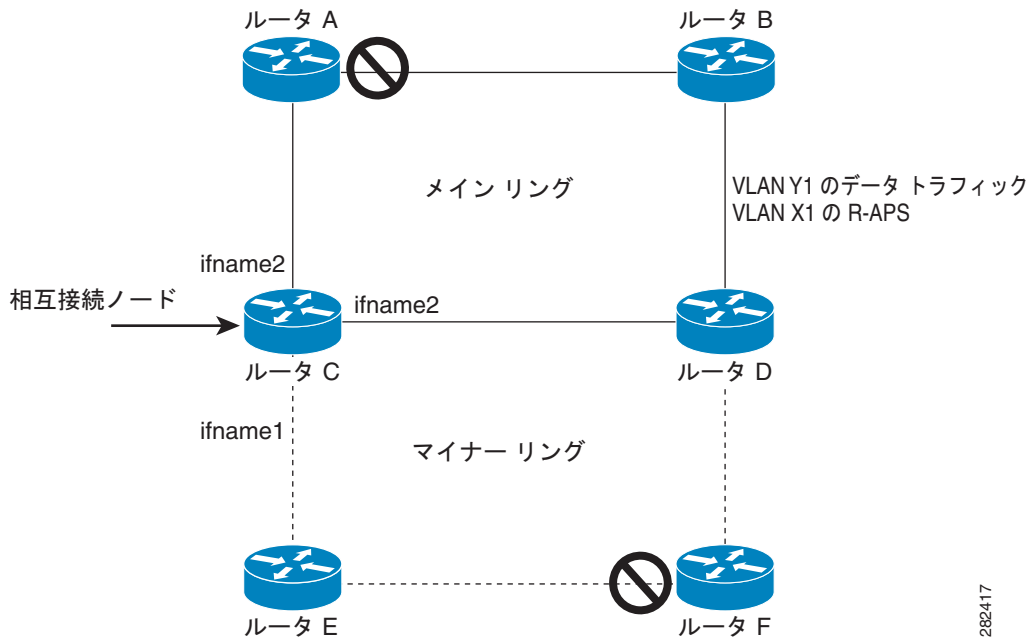 ルータ A
ルータ B
メイン リング
VLAN Y1 のデータ トラフィック
VLAN X1 の R-APS
ifname2
相互接続ノード
ifname2
ルータ C
ルータ D
ifname1
マイナー リング
ルータ E
ルータ F
282417